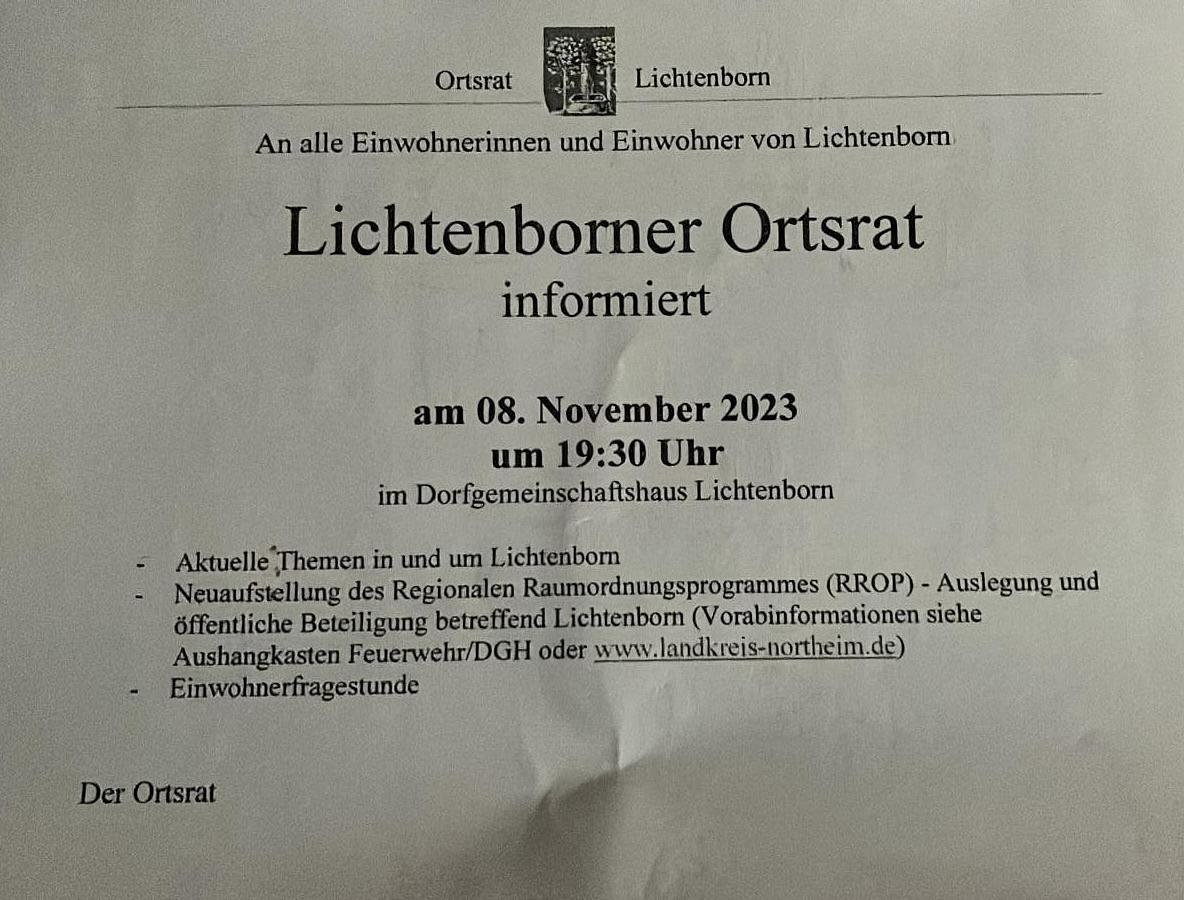 Ortsrat Lichtenborn
An alle Einwohnerinnen und Einwohner von Lichtenborn
Lichtenborner Ortsrat
informiert
am 08. November 2023
um 19:30 Uhr
im Dorfgemeinschaftshaus Lichtenborn
- Aktuelle Themen in und um Lichtenborn
- Neuaufstellung des Regionalen Raumordnungsprogrammes (RROP) - Auslegung und
öffentliche Beteiligung betreffend Lichtenborn (Vorabinformationen siehe
Aushangkasten Feuerwehr/DGH oder www.landkreis-northeim.de)
- Einwohnerfragestunde
Der Ortsrat